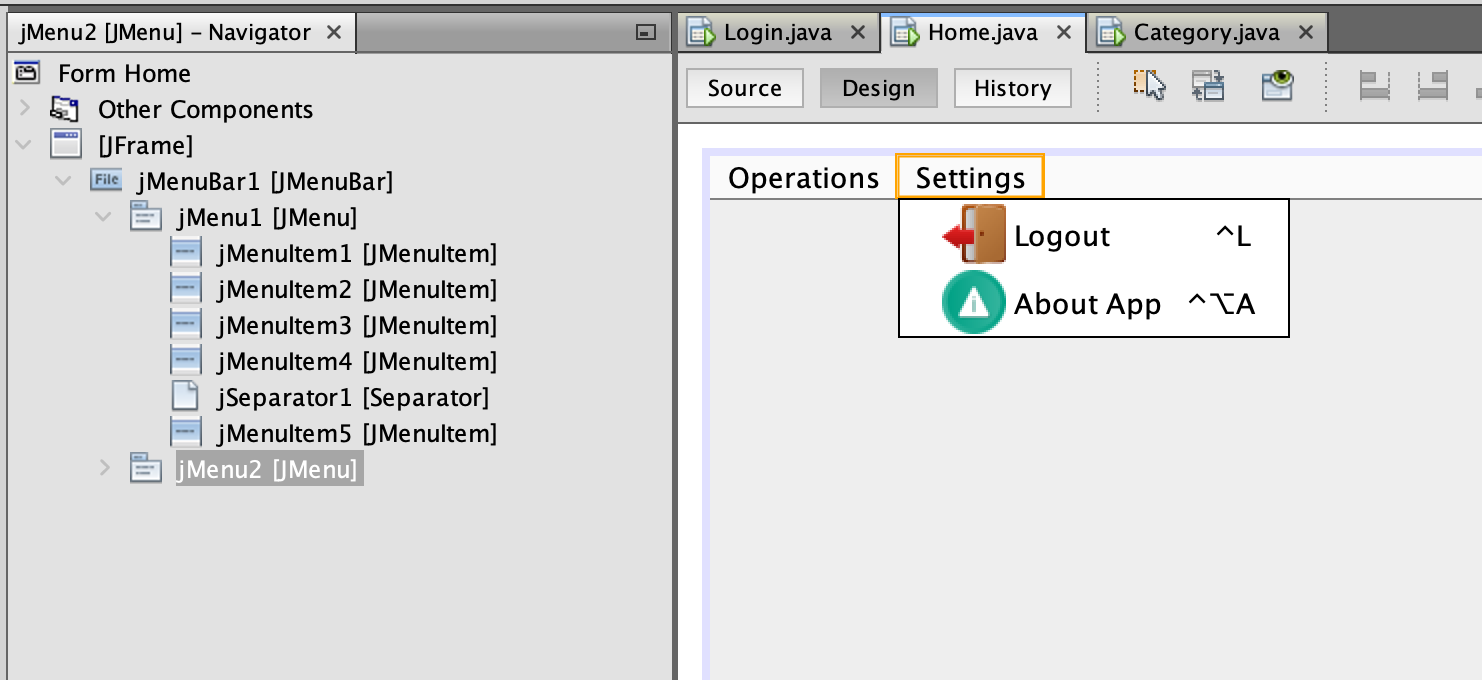 jMenu2 [JMenu] – Navigator
Form Home
Other Components
[JFrame]
File jMenuBar1 [JMenuBar]
jMenu1 [JMenu]
jMenuItem1 [JMenuItem]
jMenuItem2 [JMenuItem]
jMenuItem3 [JMenuItem]
jMenuItem4 [JMenuItem]
jSeparator1 [Separator]
jMenuItem5 [JMenuItem]
jMenu2 [JMenu]
Login.java Home.java Category.java
Source Design History
Operations Settings
Logout ^L
About App ^⌥A